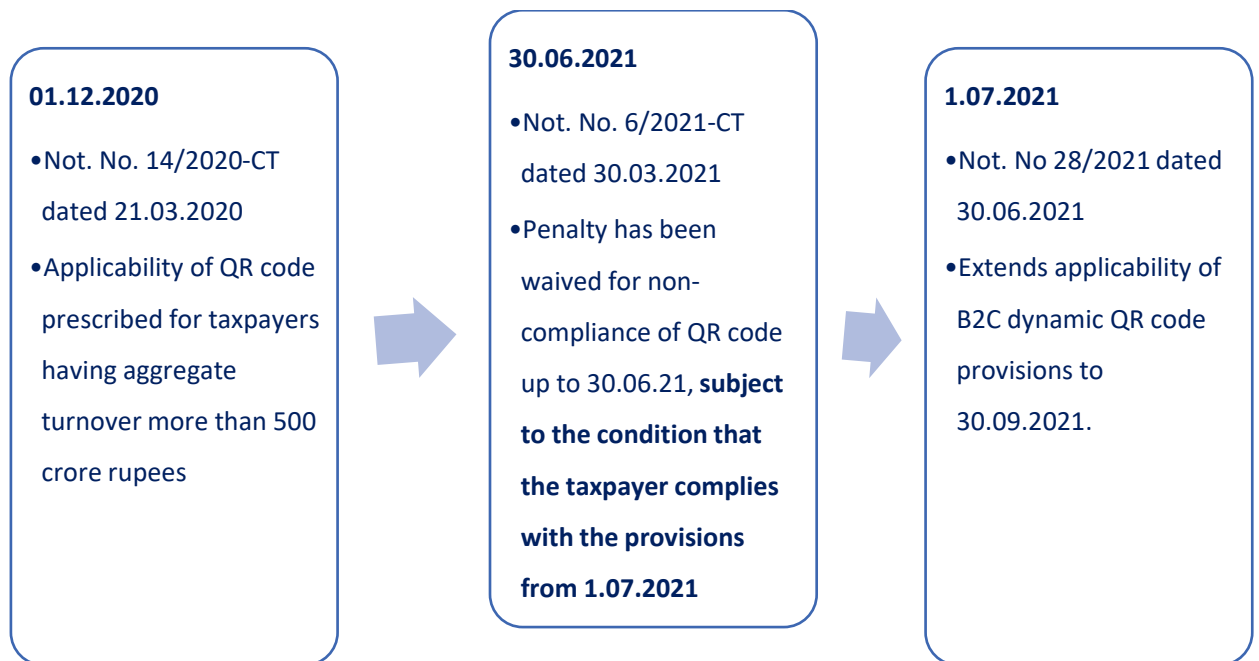 01.12.2020
•Not. No. 14/2020-CT
dated 21.03.2020
•Applicability of QR code
prescribed for taxpayers
having aggregate
turnover more than 500
crore rupees
30.06.2021
•Not. No. 6/2021-CT
dated 30.03.2021
•Penalty has been
waived for non-
compliance of QR code
up to 30.06.21, subject
to the condition that
the taxpayer complies
with the provisions
from 1.07.2021
1.07.2021
•Not. No 28/2021 dated
30.06.2021
•Extends applicability of
B2C dynamic QR code
provisions to
30.09.2021.